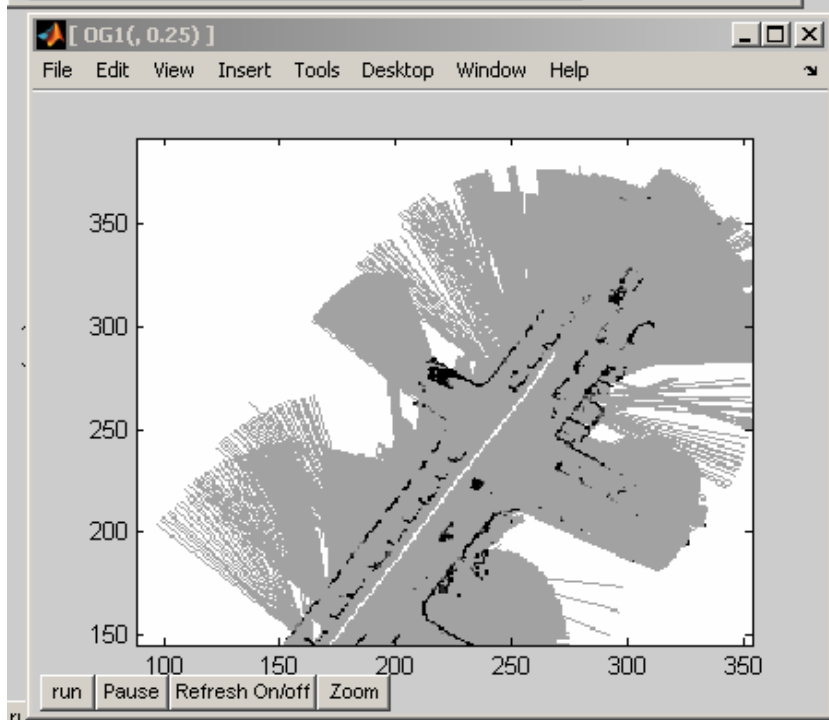 [ OG1(, 0.25) ]
File Edit View Insert Tools Desktop Window Help
350
300
250
200
150
100 150 200 250 300 350
run Pause Refresh On/off Zoom